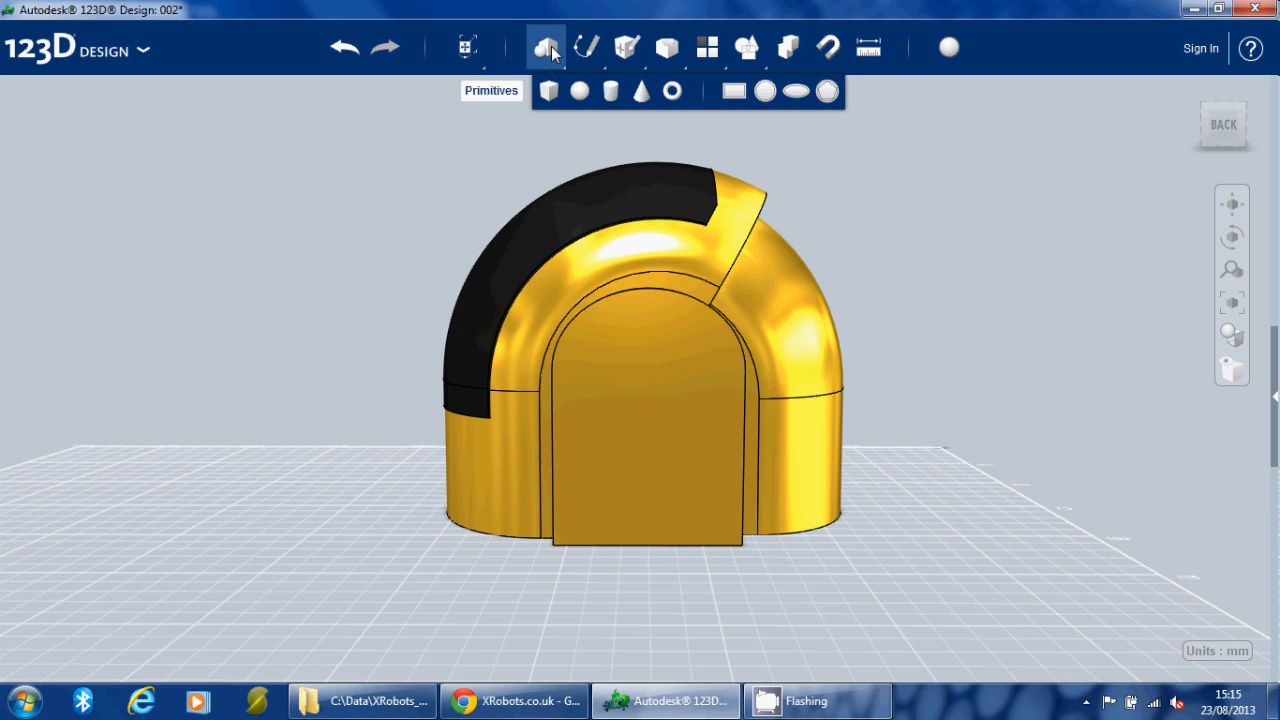 Autodesk® 123D® Design: 002*
123D DESIGN
Sign In
?
Primitives
BACK
Units : mm
C:\Data\XRobots_...
XRobots.co.uk - G...
Autodesk® 123D...
Flashing
15:15
23/08/2013